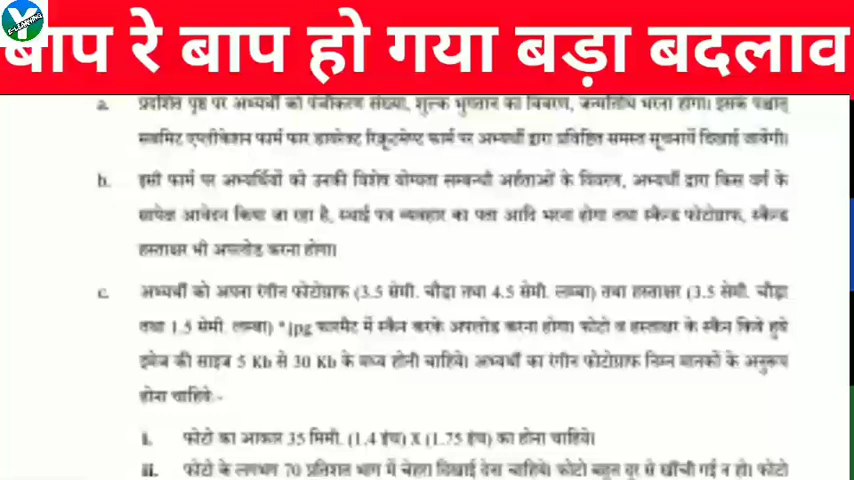 बाप रे बाप हो गया बड़ा बदलाव
a. प्रदर्शित पृष्ठ पर अभ्यर्थी को पंजीकरण संख्या, शुल्क भुगतान का विवरण, जन्मतिथि भरना होगा। इसके पश्चात्
सबमिट एप्लीकेशन फार्म फार डायरेक्ट रिक्रूटमेण्ट फार्म पर अभ्यर्थी द्वारा प्रविष्टि समस्त सूचनायें दिखाई जायेंगी।
b. इसी फार्म पर अभ्यर्थियों को उनकी विशेष योग्यता सम्बन्धी अर्हताओं के विवरण, अभ्यर्थी द्वारा किस वर्ग के
सापेक्ष आवेदन किया जा रहा है, स्थाई पत्र व्यवहार का पता आदि भरना होगा तथा स्कैन्ड फोटोग्राफ, स्कैन्ड
हस्ताक्षर भी अपलोड करना होगा।
c. अभ्यर्थी को अपना रंगीन फोटोग्राफ (3.5 सेमी. चौड़ा तथा 4.5 सेमी. लम्बा) तथा हस्ताक्षर (3.5 सेमी. चौड़ा
तथा 1.5 सेमी. लम्बा) *.jpg फारमैट में स्कैन करके अपलोड करना होगा। फोटो व हस्ताक्षर के स्कैन किये हुये
इमेज की साइज 5 Kb से 30 Kb के मध्य होनी चाहिये। अभ्यर्थी का रंगीन फोटोग्राफ निम्न मानकों के अनुरूप
होना चाहिये:-
i. फोटो का आकार 35 मिमी. (1.4 इंच) X (1.75 इंच) का होना चाहिये।
ii. फोटो के लगभग 70 प्रतिशत भाग में चेहरा दिखाई देना चाहिये। फोटो बहुत दूर से खींची गई न हो। फोटो